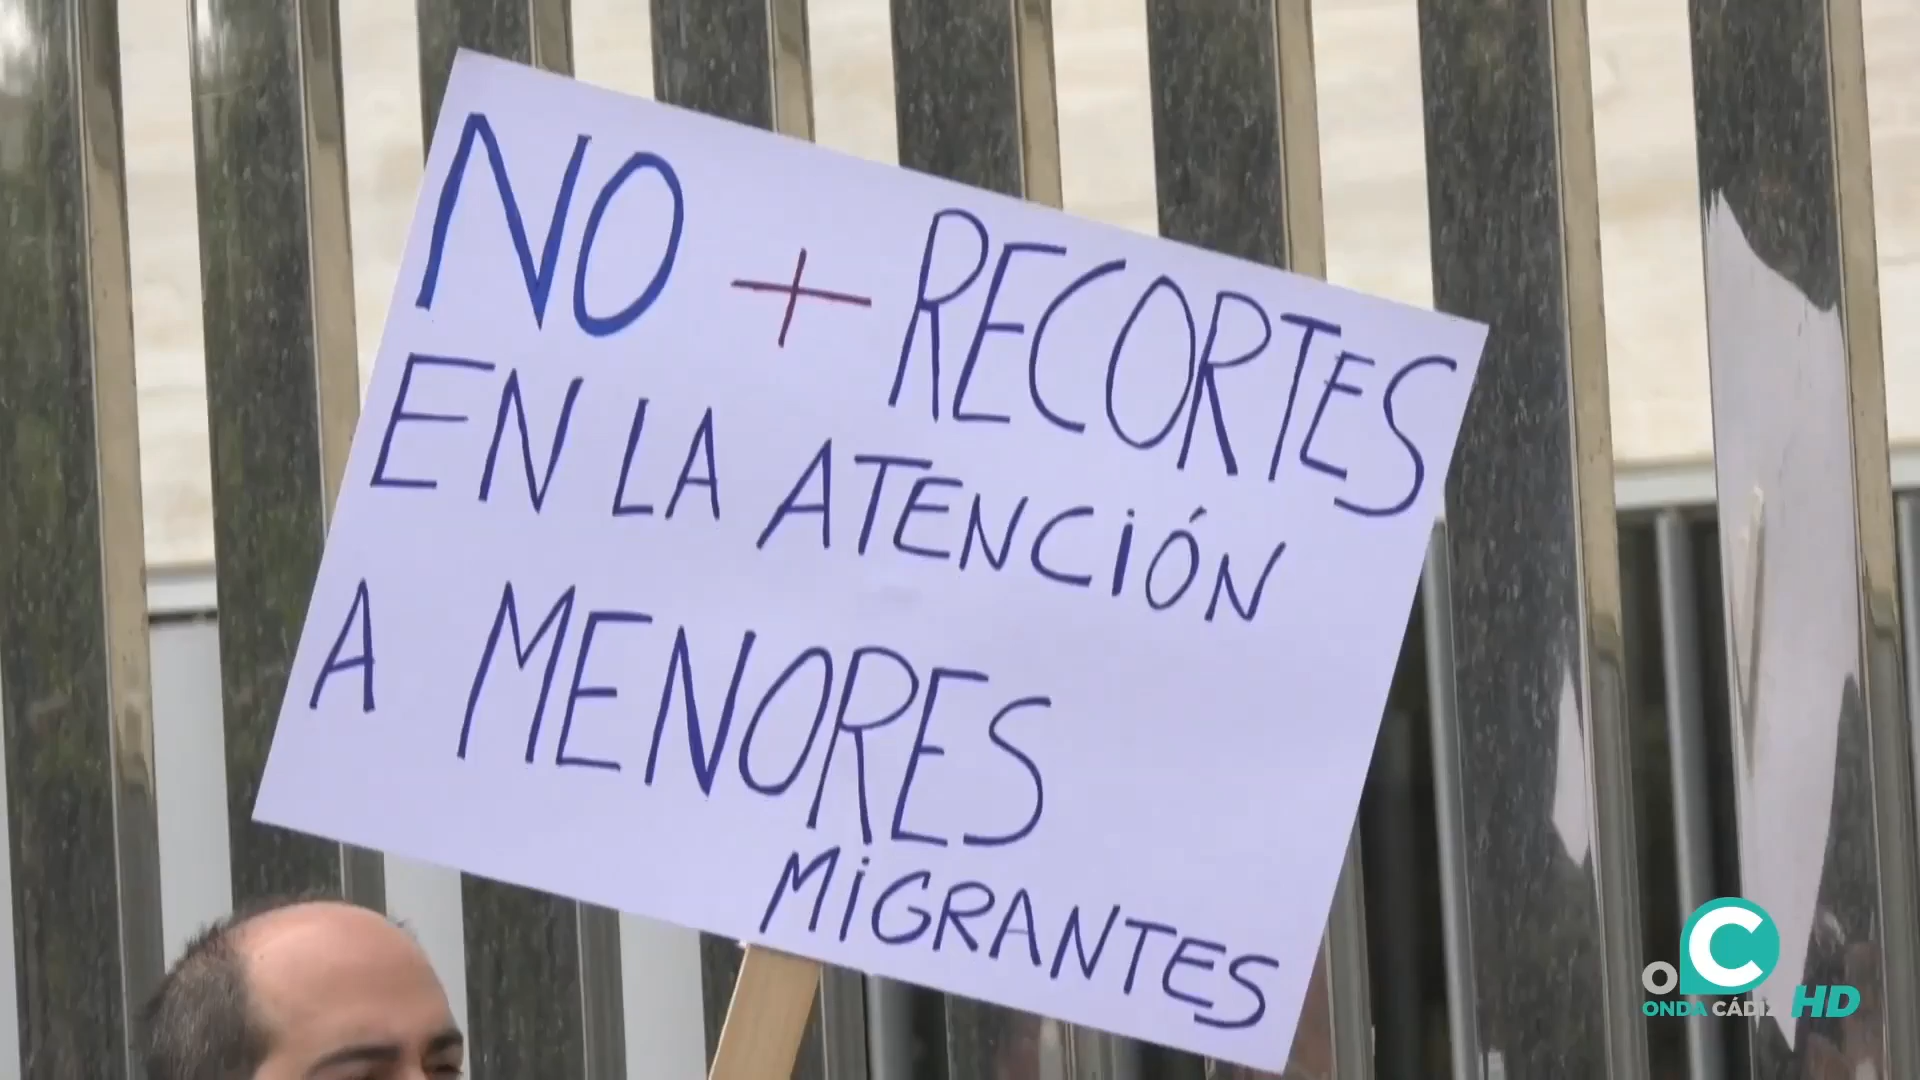 NO + RECORTES
EN LA ATENCIÓN
A MENORES
MIGRANTES
O C
ONDA CÁDIZ HD